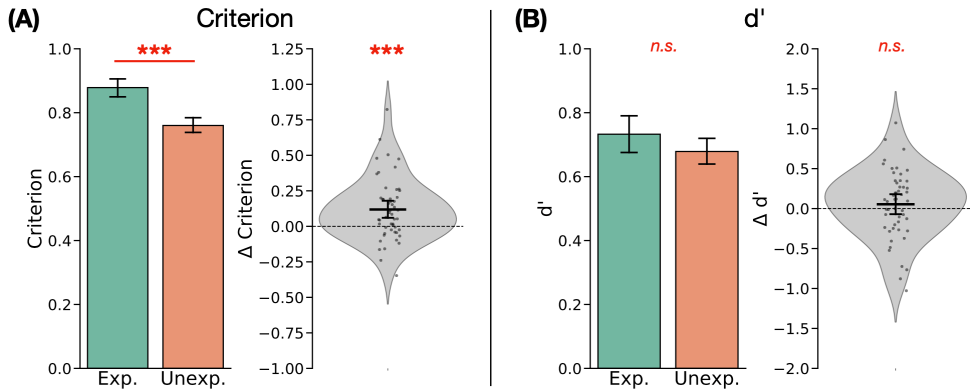 (A)
Criterion
***
Criterion
1.0
0.8
0.6
0.4
0.2
0.0
Exp.
Unexp.
***
Δ Criterion
1.25
1.00
0.75
0.50
0.25
0.00
−0.25
−0.50
−0.75
−1.00
(B)
d'
n.s.
d'
1.0
0.8
0.6
0.4
0.2
0.0
Exp.
Unexp.
n.s.
Δ d'
2.0
1.5
1.0
0.5
0.0
−0.5
−1.0
−1.5
−2.0